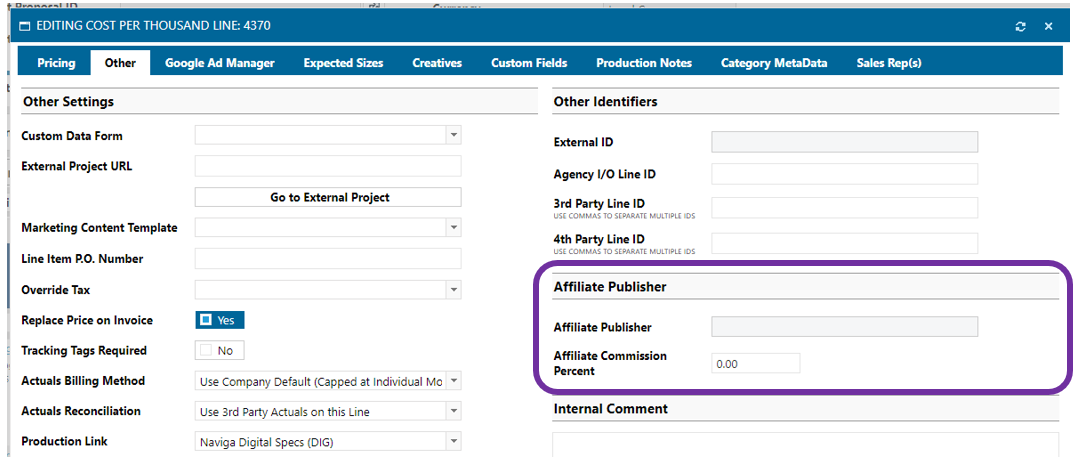 t Proposal ID
Currency
EDITING COST PER THOUSAND LINE: 4370
Pricing Other Google Ad Manager Expected Sizes Creatives Custom Fields Production Notes Category MetaData Sales Rep(s)
Other Settings
Custom Data Form
External Project URL
Go to External Project
Marketing Content Template
Line Item P.O. Number
Override Tax
Replace Price on Invoice Yes
Tracking Tags Required No
Actuals Billing Method Use Company Default (Capped at Individual Mo
Actuals Reconciliation Use 3rd Party Actuals on this Line
Production Link Naviga Digital Specs (DIG)
Other Identifiers
External ID
Agency I/O Line ID
3rd Party Line ID
USE COMMAS TO SEPARATE MULTIPLE IDS
4th Party Line ID
USE COMMAS TO SEPARATE MULTIPLE IDS
Affiliate Publisher
Affiliate Publisher
Affiliate Commission
Percent 0.00
Internal Comment